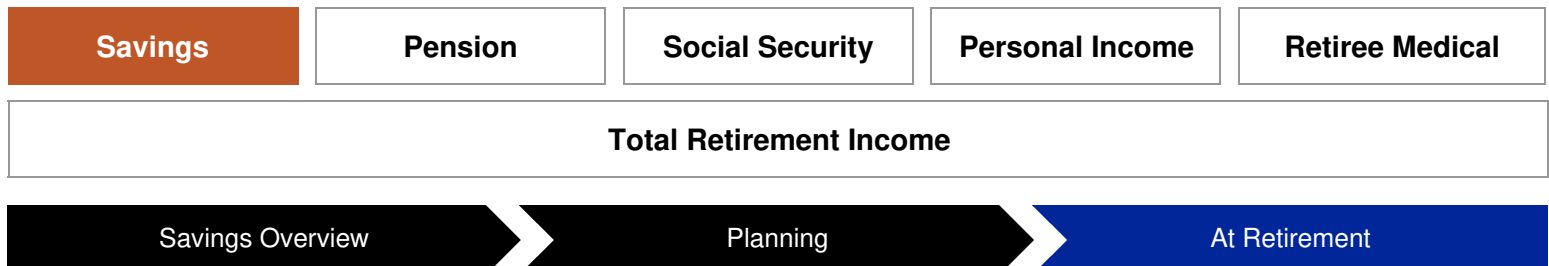 Savings Pension Social Security Personal Income Retiree Medical
Total Retirement Income
Savings Overview Planning At Retirement